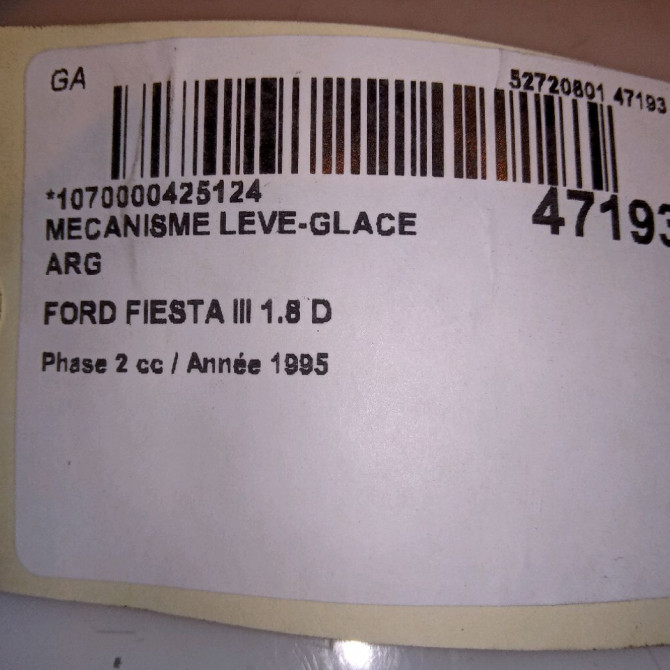 GA
52720801 47193
*1070000425124
47193
MECANISME LEVE-GLACE
ARG
FORD FIESTA III 1.8 D
Phase 2 cc / Année 1995